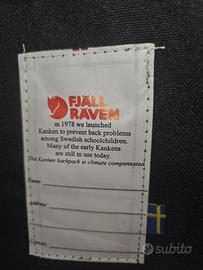 FJÄLL
RÄVEN
in 1978 we launched
Kanken to prevent back problems
among Swedish schoolchildren.
Many of the early Kankens
are still in use today.
This Kanken backpack is climate compensated
Name
Address
subito